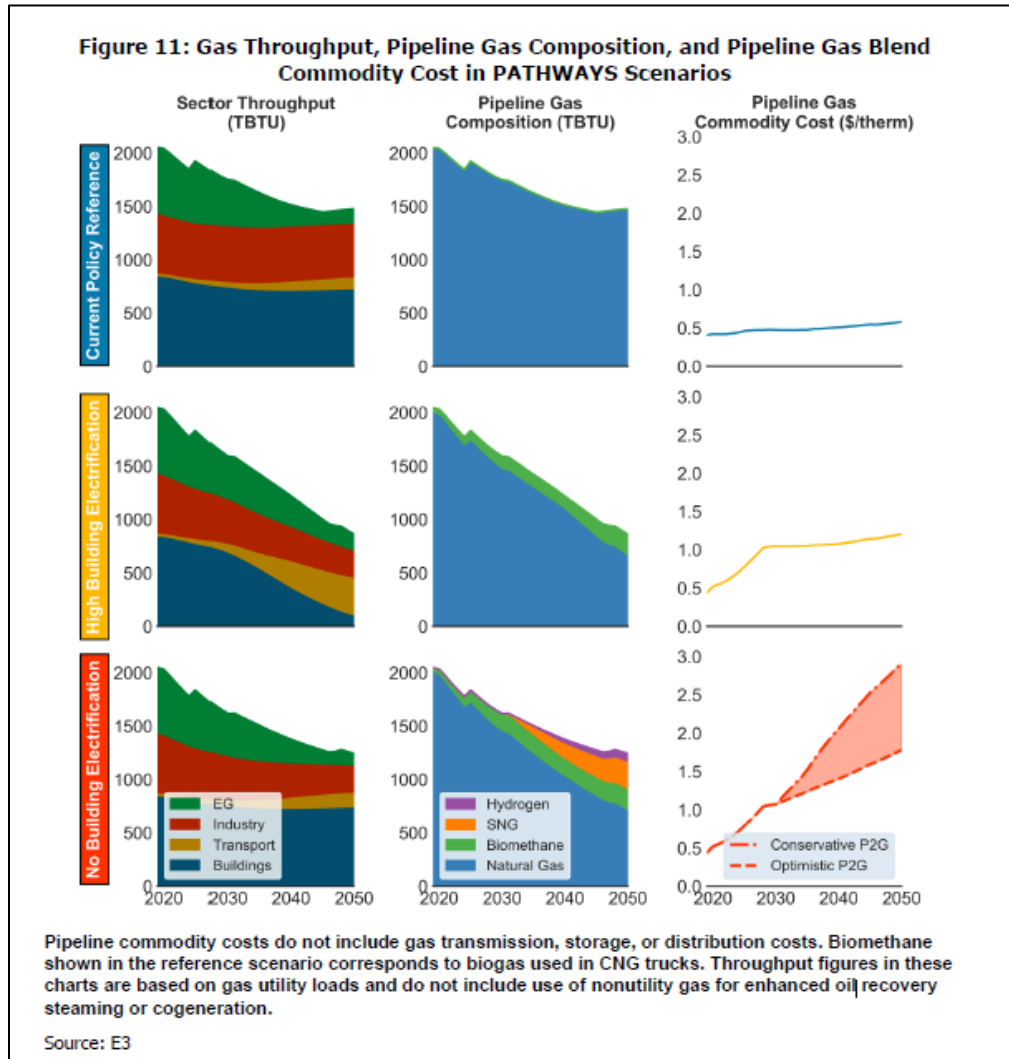 Figure 11: Gas Throughput, Pipeline Gas Composition, and Pipeline Gas Blend
Commodity Cost in PATHWAYS Scenarios
Sector Throughput
(TBTU)
Pipeline Gas
Composition (TBTU)
Pipeline Gas
Commodity Cost ($/therm)
Current Policy Reference
2000
1500
1000
500
0
2000
1500
1000
500
0
3.0
2.5
2.0
1.5
1.0
0.5
0.0
High Building Electrification
2000
1500
1000
500
0
2000
1500
1000
500
0
3.0
2.5
2.0
1.5
1.0
0.5
0.0
No Building Electrification
2000
1500
1000
500
0
EG
Industry
Transport
Buildings
2020 2030 2040 2050
2000
1500
1000
500
0
Hydrogen
SNG
Biomethane
Natural Gas
2020 2030 2040 2050
3.0
2.5
2.0
1.5
1.0
0.5
0.0
Conservative P2G
Optimistic P2G
2020 2030 2040 2050
Pipeline commodity costs do not include gas transmission, storage, or distribution costs. Biomethane
shown in the reference scenario corresponds to biogas used in CNG trucks. Throughput figures in these
charts are based on gas utility loads and do not include use of nonutility gas for enhanced oil recovery
steaming or cogeneration.
Source: E3